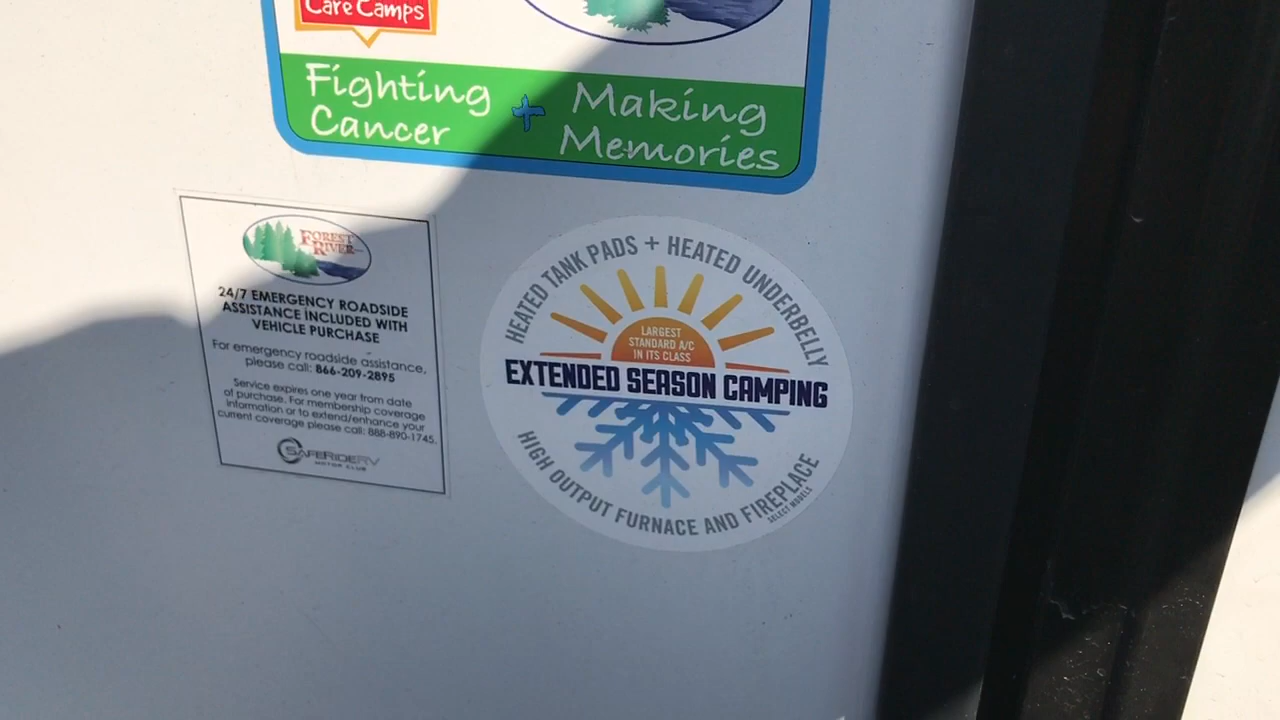 Care Camps
Fighting
Cancer
+
Making
Memories
FOREST
RIVER
24/7 EMERGENCY ROADSIDE
ASSISTANCE INCLUDED WITH
VEHICLE PURCHASE
For emergency roadside assistance,
please call: 866-209-2895
Service expires one year from date
of purchase. For membership coverage
information or to extend/enhance your
current coverage please call: 888-890-1745.
SAFERIDERV
MOTOR CLUB
HEATED TANK PADS + HEATED UNDERBELLY
LARGEST
STANDARD A/C
IN ITS CLASS
EXTENDED SEASON CAMPING
HIGH OUTPUT FURNACE AND FIREPLACE
SELECT MODELS